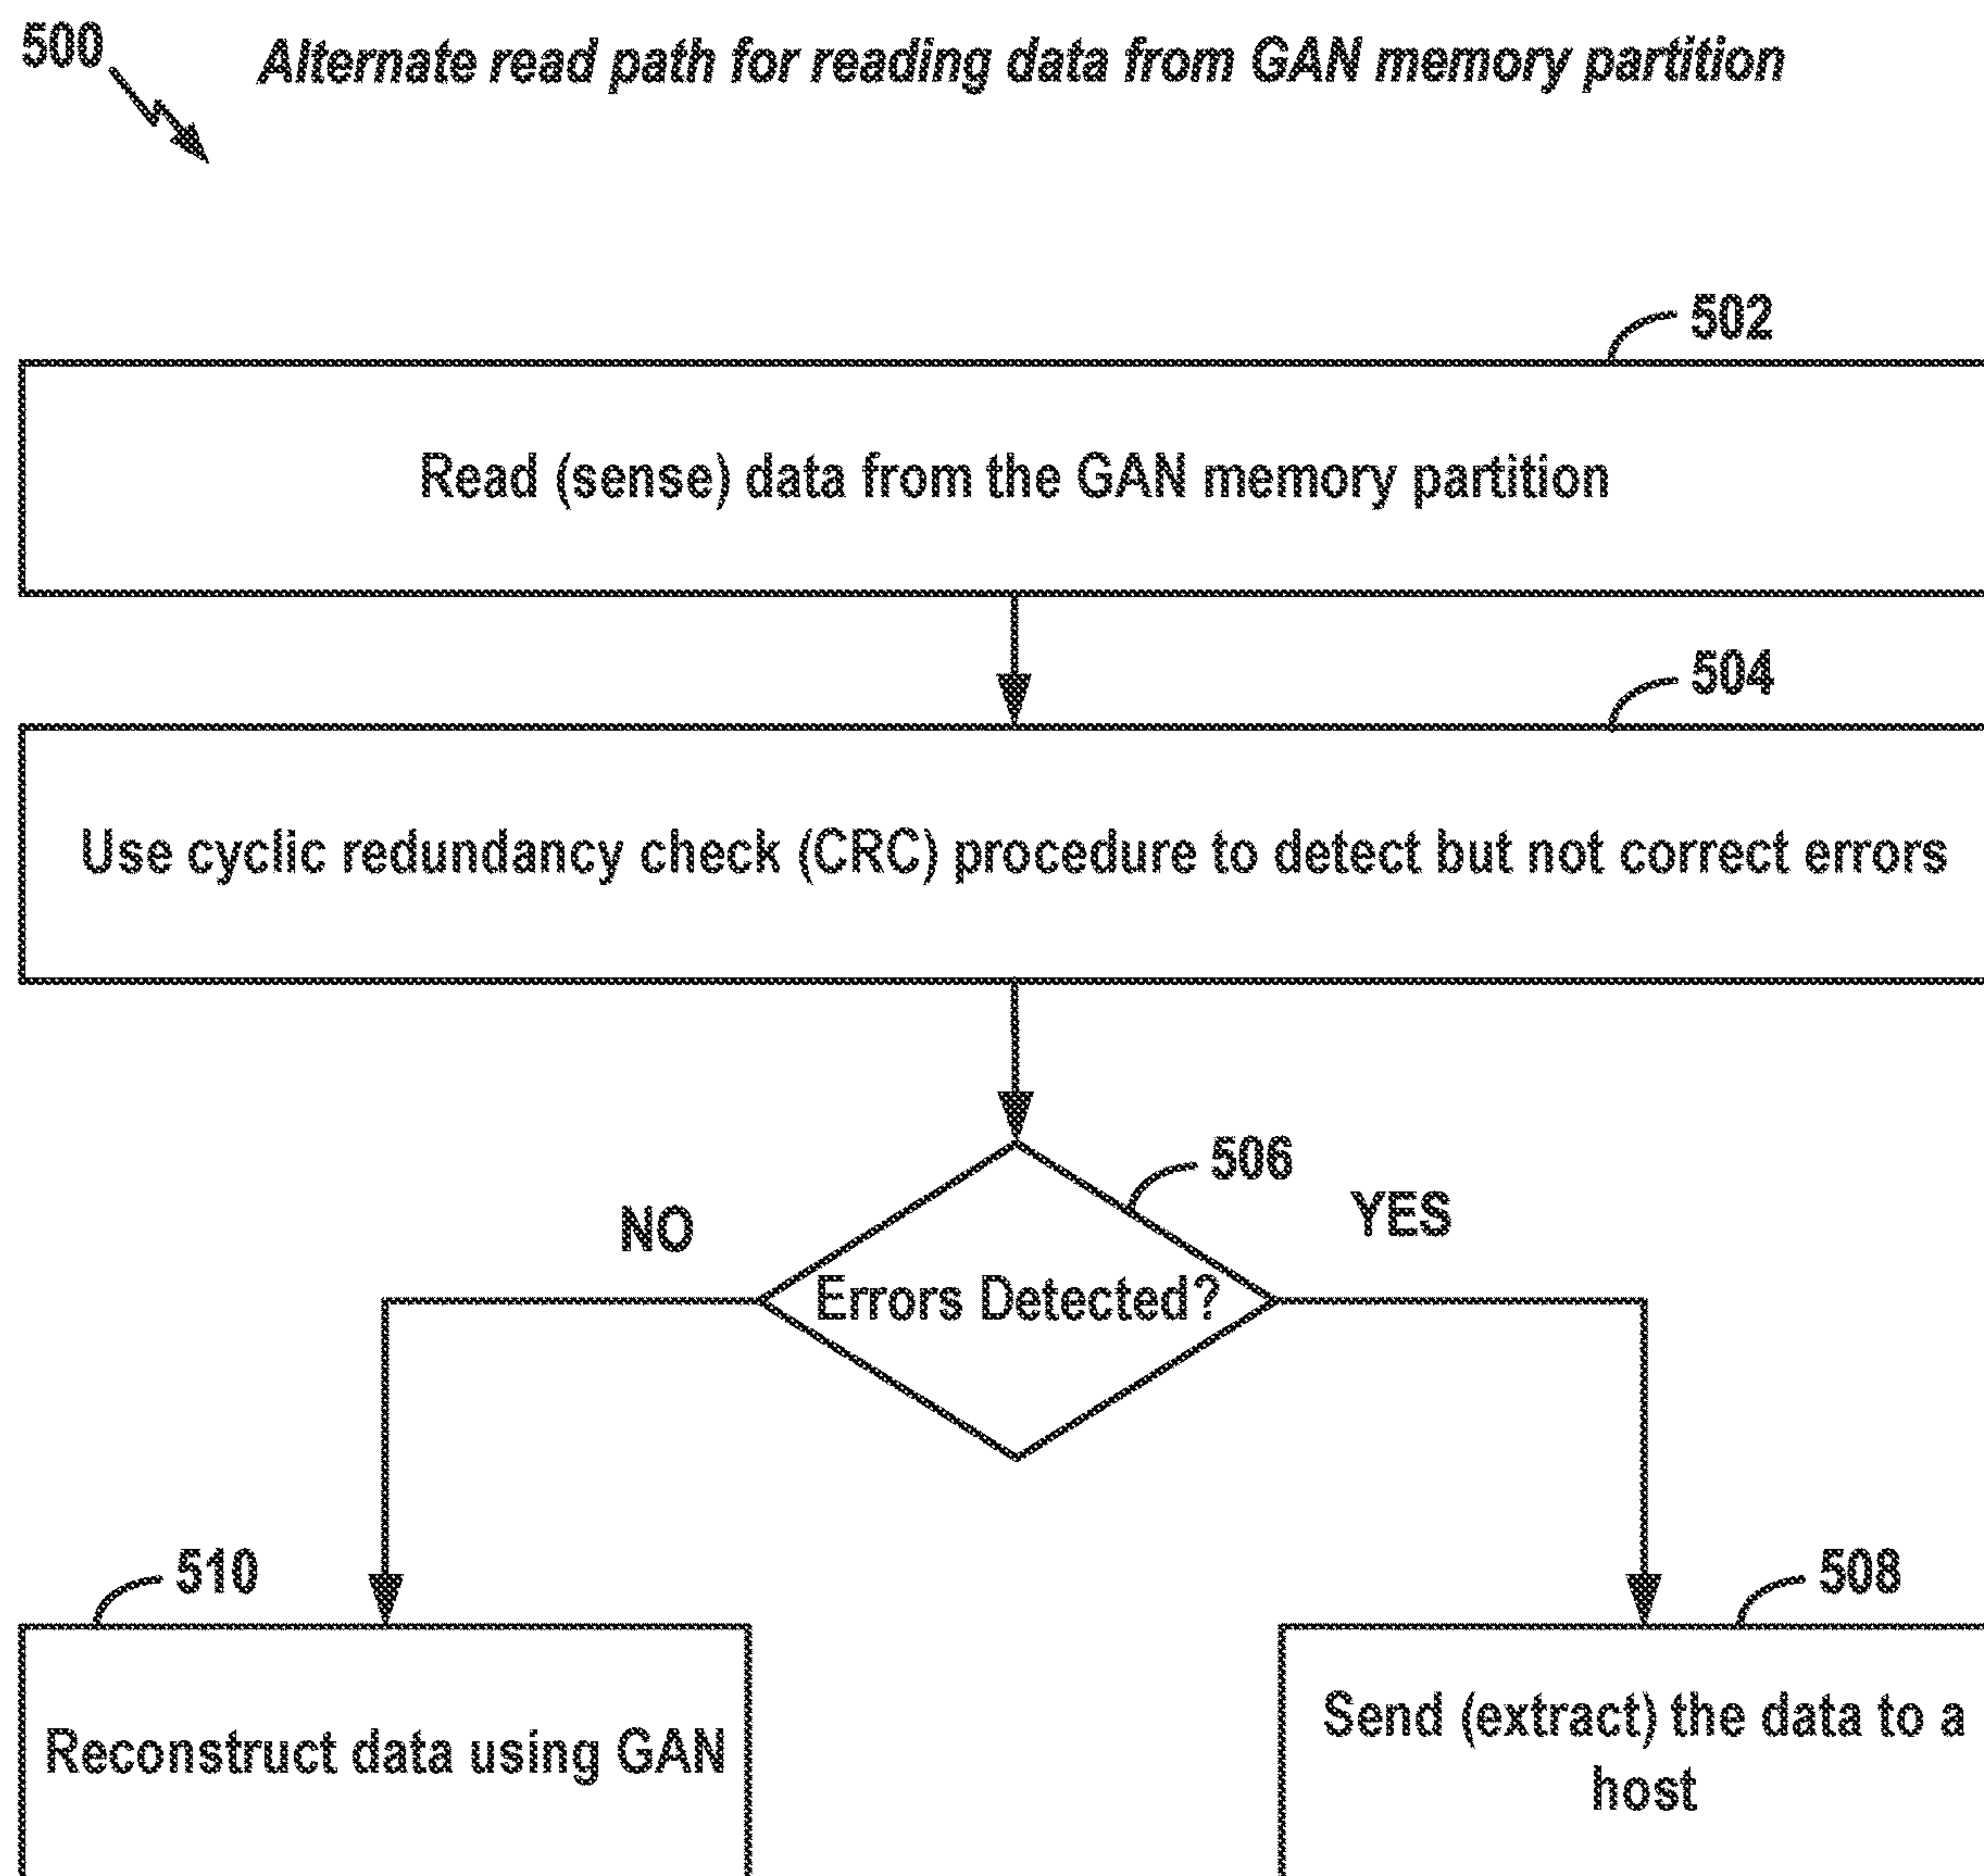 500
Alternate read path for reading data from GAN memory partition
502
Read (sense) data from the GAN memory partition
504
Use cyclic redundancy check (CRC) procedure to detect but not correct errors
506
NO
YES
Errors Detected?
510
508
Reconstruct data using GAN
Send (extract) the data to a
host